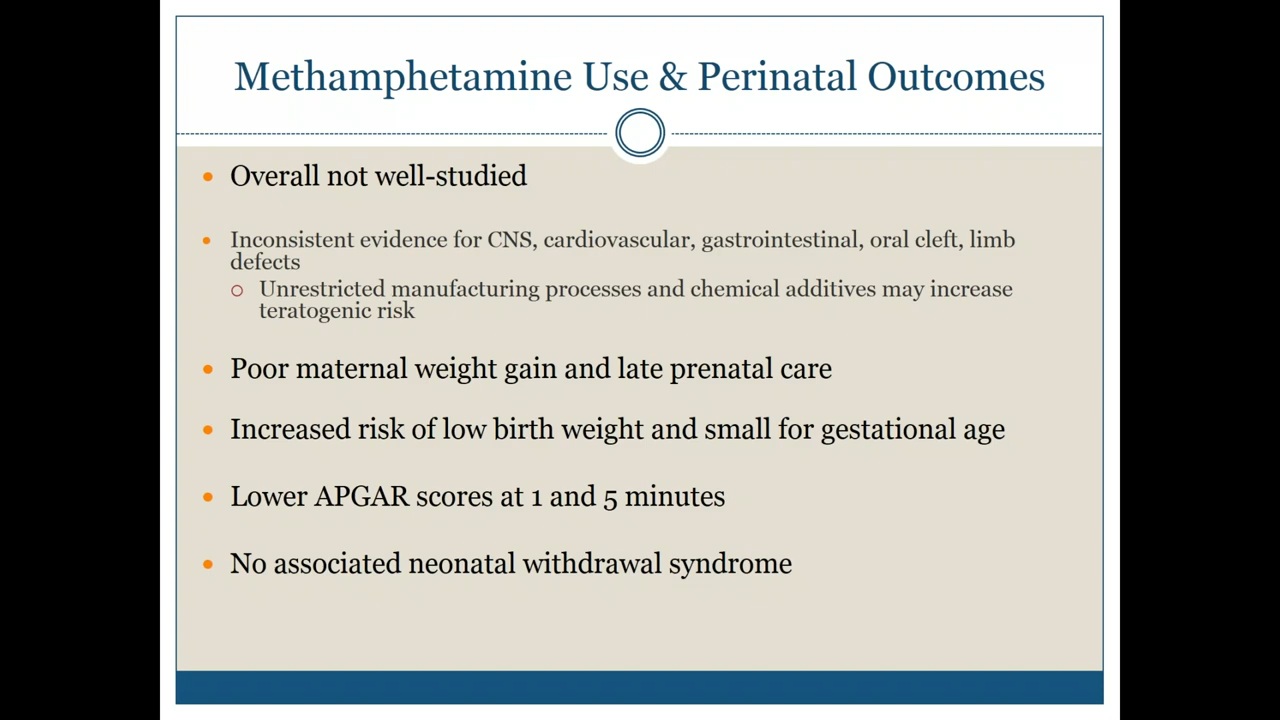 Methamphetamine Use & Perinatal Outcomes
Overall not well-studied
Inconsistent evidence for CNS, cardiovascular, gastrointestinal, oral cleft, limb
defects
Unrestricted manufacturing processes and chemical additives may increase
teratogenic risk
Poor maternal weight gain and late prenatal care
Increased risk of low birth weight and small for gestational age
Lower APGAR scores at 1 and 5 minutes
No associated neonatal withdrawal syndrome